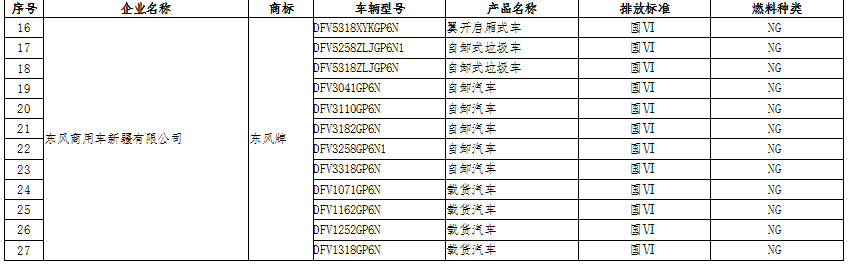 序号 企业名称 商标 车辆型号 产品名称 排放标准 燃料种类
16 DFV5318XYKGP6N 翼开启厢式车 国Ⅵ NG
17 DFV5258ZLJGP6N1 自卸式垃圾车 国Ⅵ NG
18 DFV5318ZLJGP6N 自卸式垃圾车 国Ⅵ NG
19 DFV3041GP6N 自卸汽车 国Ⅵ NG
20 DFV3110GP6N 自卸汽车 国Ⅵ NG
21 DFV3182GP6N 自卸汽车 国Ⅵ NG
东风商用车新疆有限公司 东风牌
22 DFV3258GP6N1 自卸汽车 国Ⅵ NG
23 DFV3318GP6N 自卸汽车 国Ⅵ NG
24 DFV1071GP6N 载货汽车 国Ⅵ NG
25 DFV1162GP6N 载货汽车 国Ⅵ NG
26 DFV1252GP6N 载货汽车 国Ⅵ NG
27 DFV1318GP6N 载货汽车 国Ⅵ NG